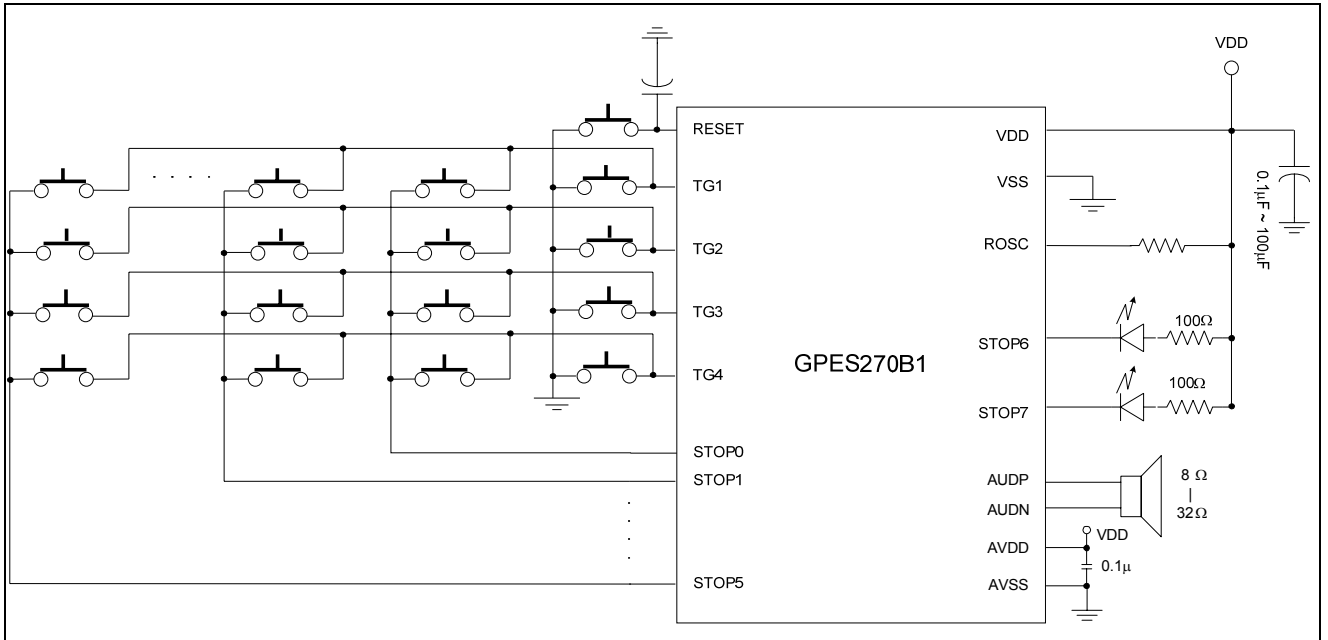 VDD
RESET
VDD
TG1
VSS
0.1μF ~ 100μF
TG2
ROSC
TG3
100Ω
STOP6
GPES270B1
TG4
100Ω
STOP7
STOP0
STOP1
AUDP
8 Ω
|
32Ω
AUDN
VDD
AVDD
0.1μ
STOP5
AVSS